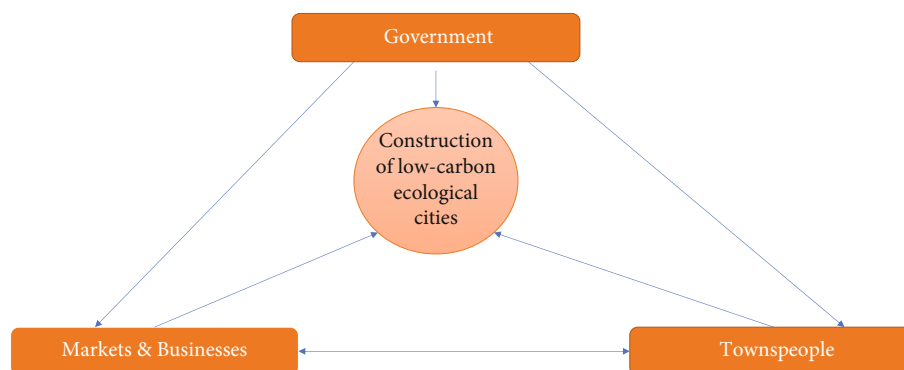 Government
Construction
of low-carbon
ecological
cities
Markets & Businesses
Townspeople